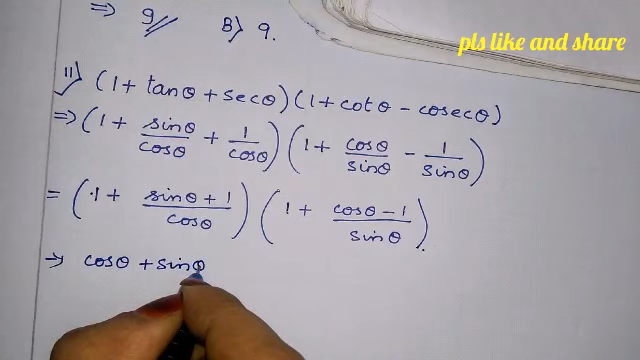 ⇒ 9 B) 9.
pls like and share
11) (1 + tanθ + secθ) (1 + cotθ - cosecθ)
⇒ (1 + sinθ/cosθ + 1/cosθ) (1 + cosθ/sinθ - 1/sinθ)
= (1 + sinθ + 1/cosθ) (1 + cosθ - 1/sinθ).
→ cosθ + sinθ